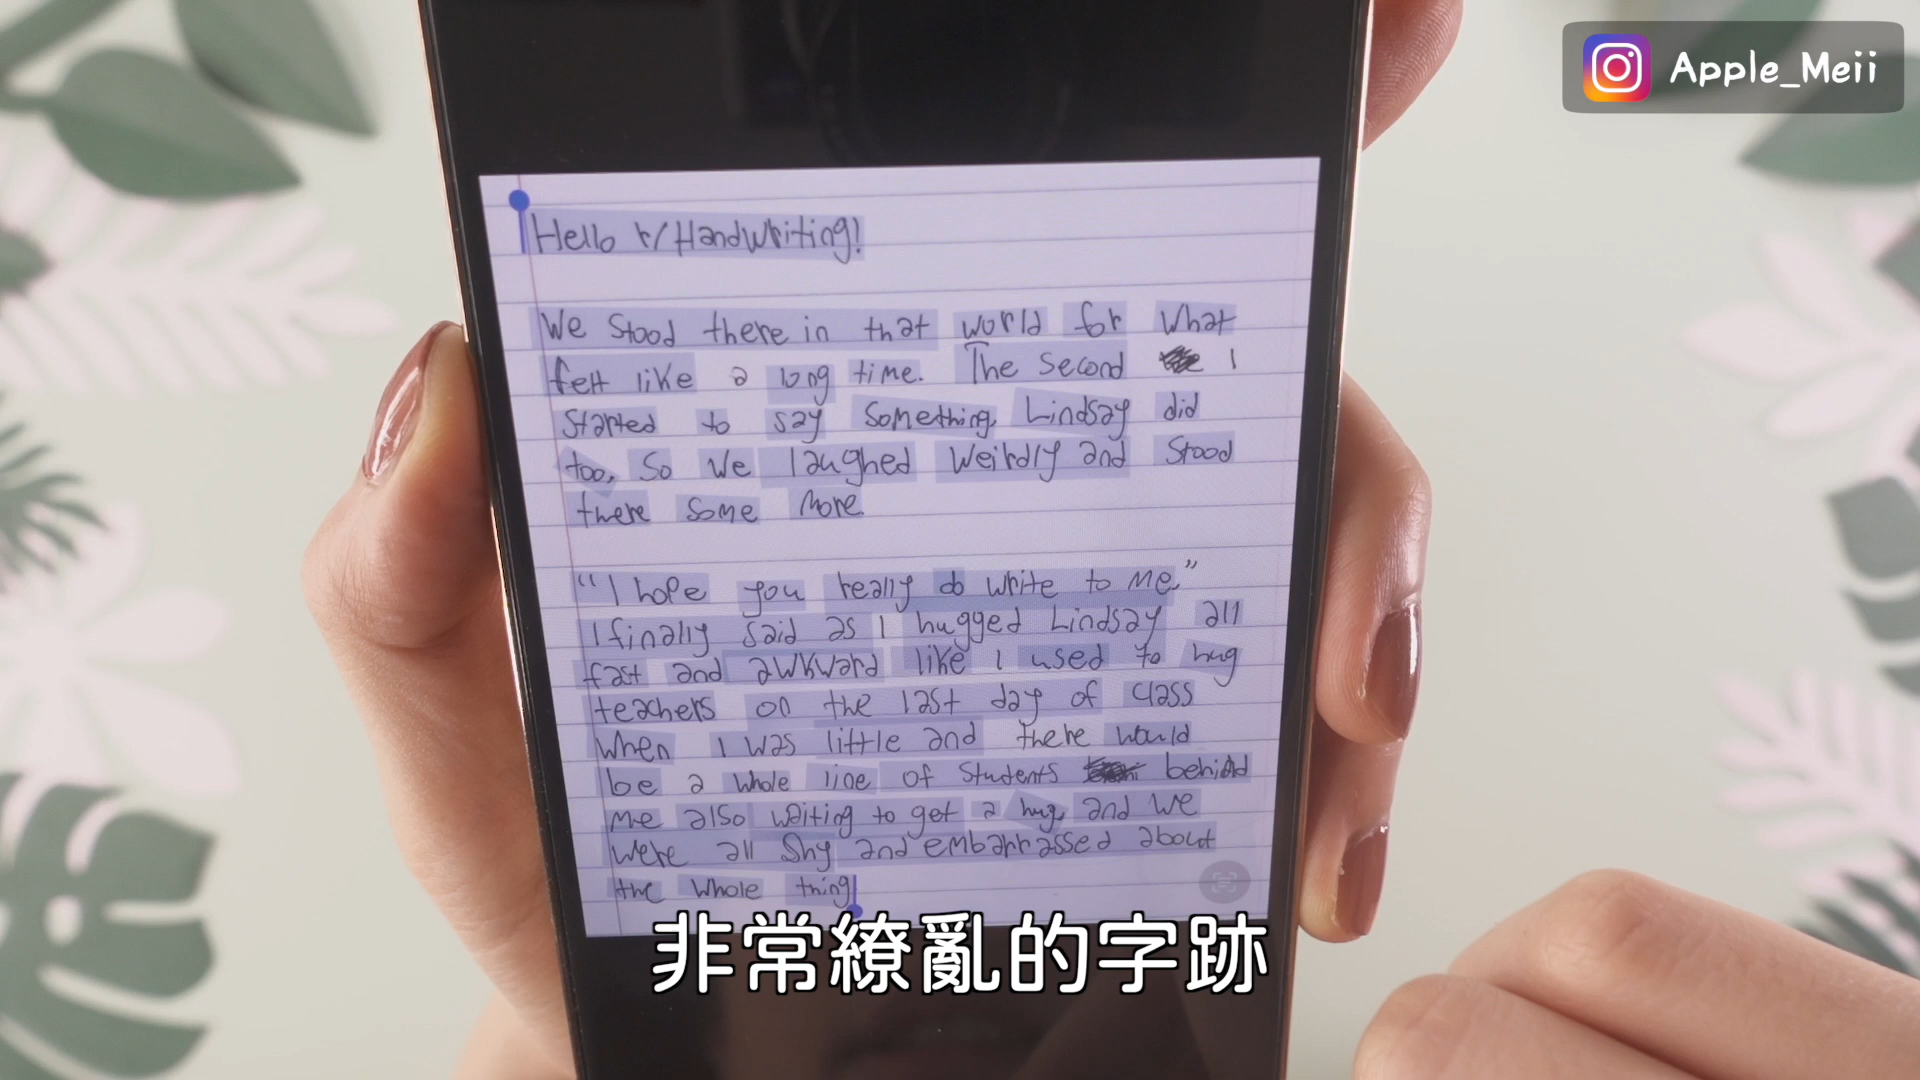 Apple_Meii
Hello r/Handwriting!
We Stood there in that world for what
felt like a long time. The second I
started to say something, Lindsay did
too, so we laughed weirdly and stood
there some more.
"I hope you really do write to me."
I finally said as I hugged Lindsay all
fast and awkward like I used to hug
teachers on the last day of class
when I was little and there would
be a whole line of students behind
me also waiting to get a hug, and we
were all shy and embarrassed about
the whole thing
非常繚亂的字跡